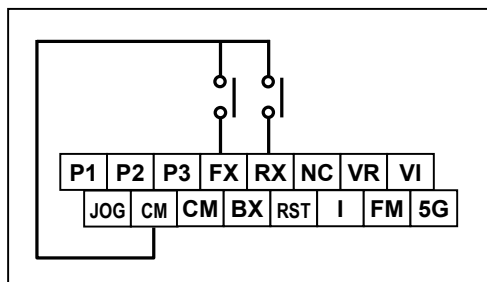 P1 P2 P3 FX RX NC VR VI
JOG CM CM BX RST I FM 5G